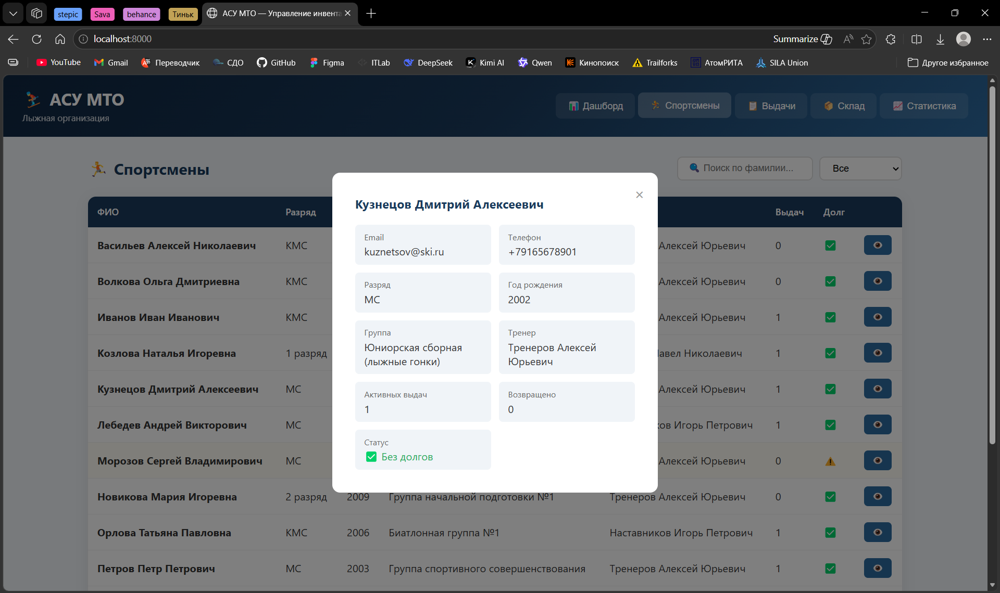 stepic
Sava
behance
Тиньк
АСУ МТО — Управление инвента
localhost:8000
Summarize
YouTube
Gmail
Переводчик
СДО
GitHub
Figma
ITLab
DeepSeek
Kimi AI
Qwen
Кинопоиск
Trailforks
АтомРИТА
SILA Union
Другое избранное
АСУ МТО
Лыжная организация
Дашборд
Спортсмены
Выдачи
Склад
Статистика
Спортсмены
Поиск по фамилии...
Все
ФИО Разряд Выдач Долг
Васильев Алексей Николаевич КМС Алексей Юрьевич 0
Волкова Ольга Дмитриевна КМС Алексей Юрьевич 0
Иванов Иван Иванович КМС Алексей Юрьевич 1
Козлова Наталья Игоревна 1 разряд Николаевич 1
Кузнецов Дмитрий Алексеевич МС Алексей Юрьевич 1
Лебедев Андрей Викторович МС Игорь Петрович 1
Морозов Сергей Владимирович МС Алексей Юрьевич 0
Новикова Мария Игоревна 2 разряд 2009 Группа начальной подготовки №1 Тренеров Алексей Юрьевич 0
Орлова Татьяна Павловна КМС 2006 Биатлонная группа №1 Наставников Игорь Петрович 1
Петров Петр Петрович МС 2003 Группа спортивного совершенствования Тренеров Алексей Юрьевич 1
Кузнецов Дмитрий Алексеевич
×
Email
kuznetsov@ski.ru
Телефон
+79165678901
Разряд
МС
Год рождения
2002
Группа
Юниорская сборная
(лыжные гонки)
Тренер
Тренеров Алексей
Юрьевич
Активных выдач
1
Возвращено
0
Статус
Без долгов